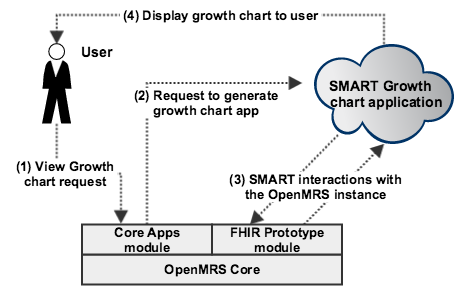 (4) Display growth chart to user
User
SMART Growth
chart application
(2) Request to generate
growth chart app
(1) View Growth
chart request
(3) SMART interactions with
the OpenMRS instance
Core Apps
module
FHIR Prototype
module
OpenMRS Core